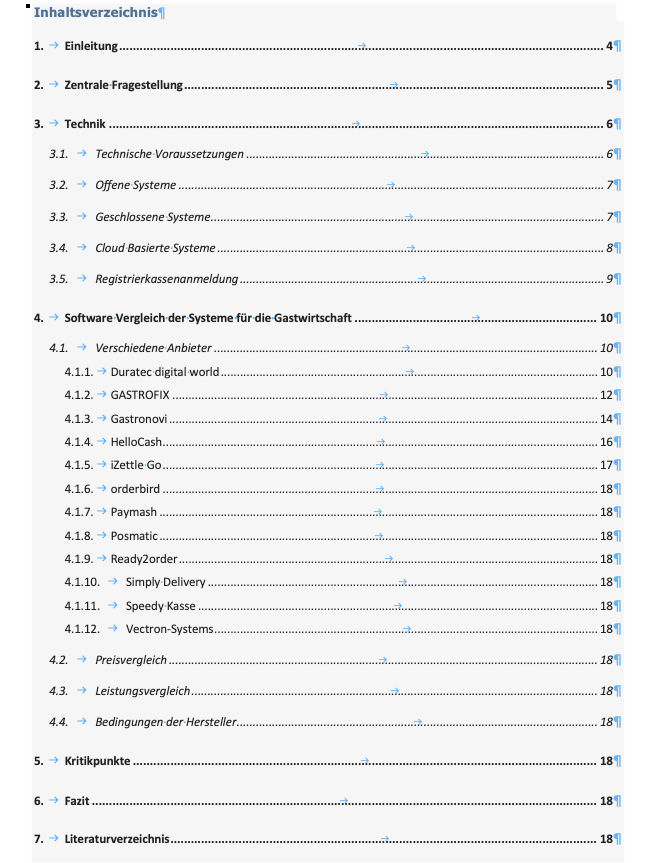 Inhaltsverzeichnis¶
1. → Einleitung → 4¶
2. → Zentrale·Fragestellung → 5¶
3. → Technik → 6¶
3.1. → Technische·Voraussetzungen → 6¶
3.2. → Offene·Systeme → 7¶
3.3. → Geschlossene·Systeme → 7¶
3.4. → Cloud·Basierte·Systeme → 8¶
3.5. → Registrierkassenanmeldung → 9¶
4. → Software·Vergleich·der·Systeme·für·die·Gastwirtschaft → 10¶
4.1. → Verschiedene·Anbieter → 10¶
4.1.1. → Duratec·digital·world → 10¶
4.1.2. → GASTROFIX → 12¶
4.1.3. → Gastronovi → 14¶
4.1.4. → HelloCash → 16¶
4.1.5. → iZettle·Go → 17¶
4.1.6. → orderbird → 18¶
4.1.7. → Paymash → 18¶
4.1.8. → Posmatic → 18¶
4.1.9. → Ready2order → 18¶
4.1.10. → Simply·Delivery → 18¶
4.1.11. → Speedy·Kasse → 18¶
4.1.12. → Vectron-Systems → 18¶
4.2. → Preisvergleich → 18¶
4.3. → Leistungsvergleich → 18¶
4.4. → Bedingungen·der·Hersteller → 18¶
5. → Kritikpunkte → 18¶
6. → Fazit → 18¶
7. → Literaturverzeichnis → 18¶